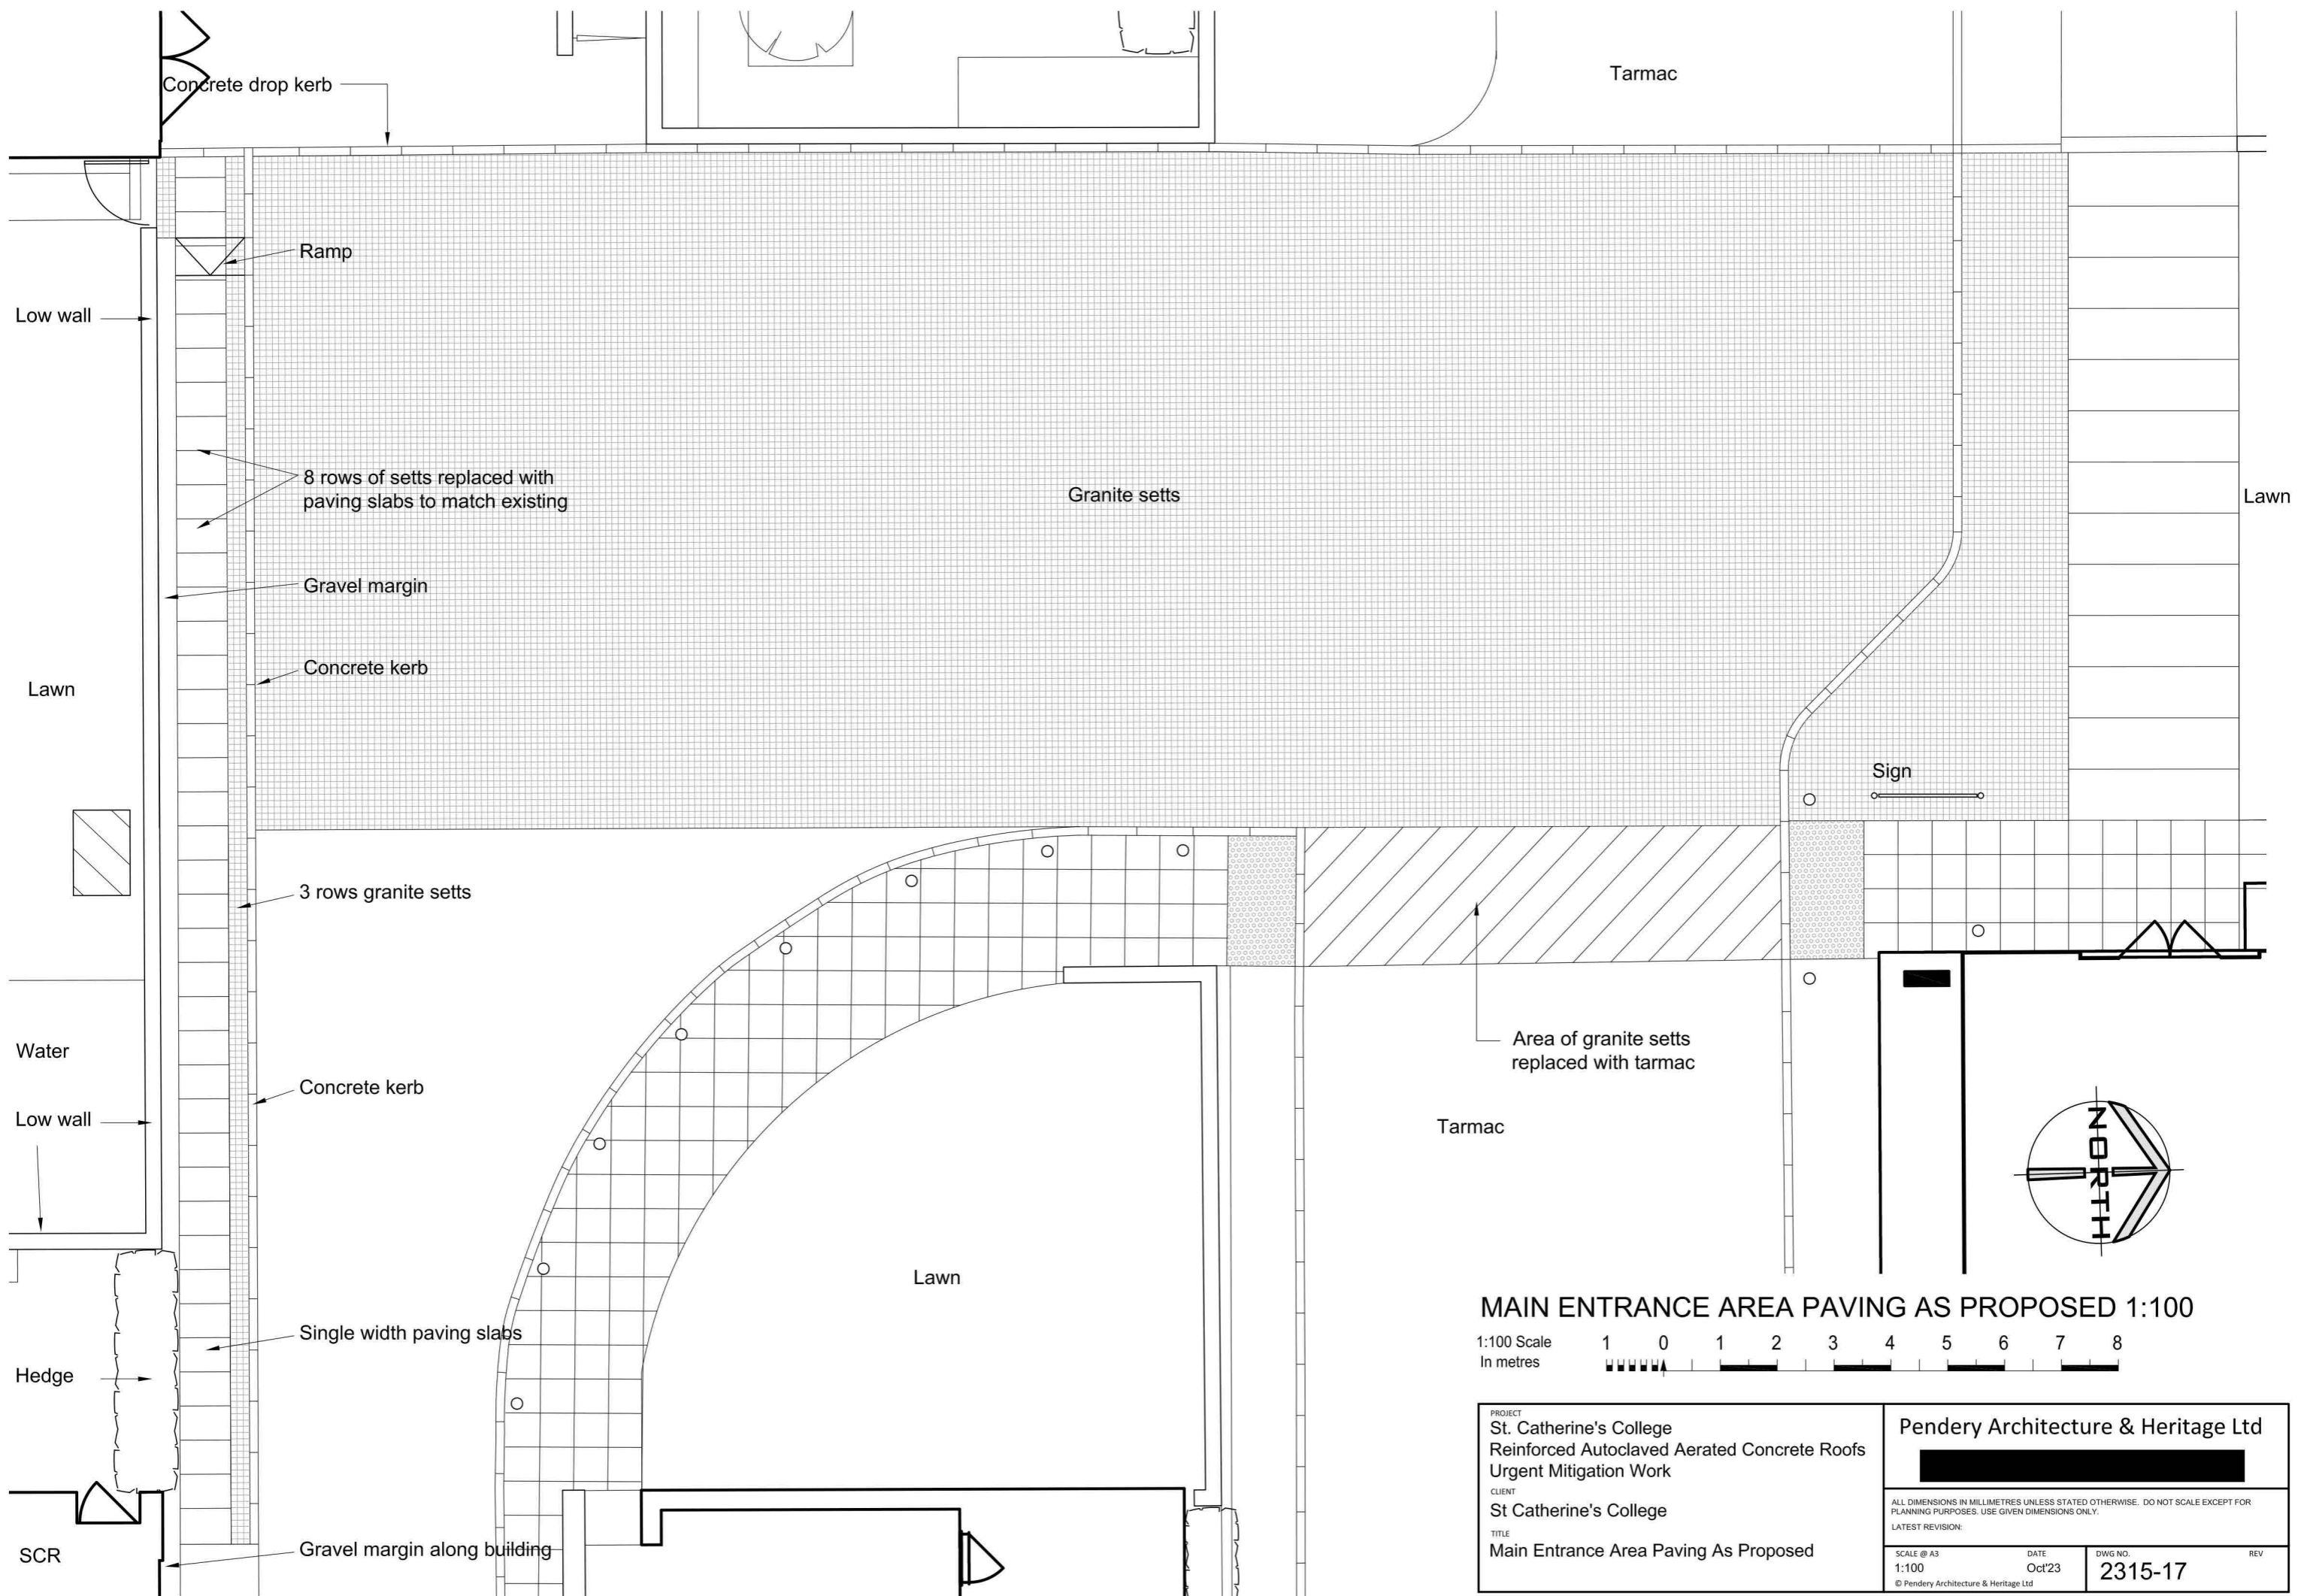 Concrete drop kerb
Tarmac
Ramp
Low wall
8 rows of setts replaced with
paving slabs to match existing
Granite setts
Lawn
Gravel margin
Concrete kerb
Lawn
Sign
3 rows granite setts
Water
Area of granite setts
replaced with tarmac
Concrete kerb
Low wall
Tarmac
NORTH
Lawn
Single width paving slabs
Hedge
SCR
Gravel margin along building
MAIN ENTRANCE AREA PAVING AS PROPOSED 1:100
1:100 Scale
In metres
1 0 1 2 3 4 5 6 7 8
PROJECT
St. Catherine's College
Reinforced Autoclaved Aerated Concrete Roofs
Urgent Mitigation Work
CLIENT
St Catherine's College
TITLE
Main Entrance Area Paving As Proposed
Pendery Architecture & Heritage Ltd
ALL DIMENSIONS IN MILLIMETRES UNLESS STATED OTHERWISE. DO NOT SCALE EXCEPT FOR
PLANNING PURPOSES. USE GIVEN DIMENSIONS ONLY.
LATEST REVISION:
SCALE @ A3 DATE DWG NO. REV
1:100 Oct'23 2315-17
© Pendery Architecture & Heritage Ltd